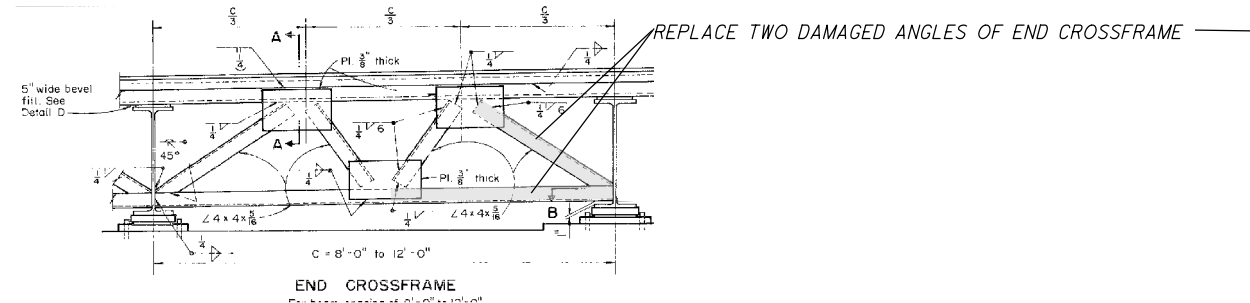 C/3 C/3 C/3
A
REPLACE TWO DAMAGED ANGLES OF END CROSSFRAME
1/4
Pl. 3/8" thick
1/4
1/4
5" wide bevel
fill. See
Detail D
1/4
1/4 6
1/4 6
A
45°
1/4
1/4
Pl. 3/8" thick
B
∠ 4 x 4 x 5/16
1/4
∠ 4 x 4 x 5/16
1/4
1/4
C = 8'-0" to 12'-0"
END CROSSFRAME